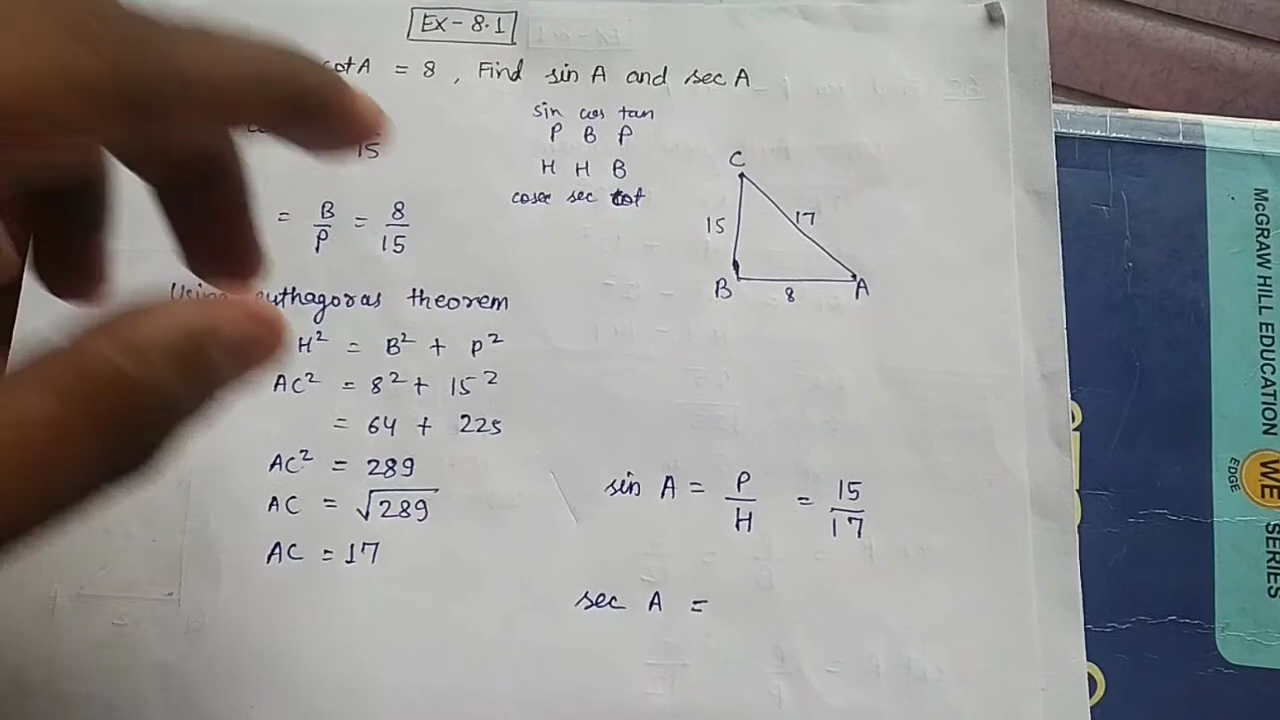 Ex - 8.1
cot A = 8 , Find sin A and sec A
15
sin cos tan
P B P
H H B
cosec sec cot
= B/P = 8/15
C
15 17
B 8 A
Using theorem
H² = B² + P²
AC² = 8² + 15²
= 64 + 225
AC² = 289
AC = √289
AC = 17
sin A = P/H = 15/17
sec A =
McGRAW HILL EDUCATION
WE
EDGE
SERIES